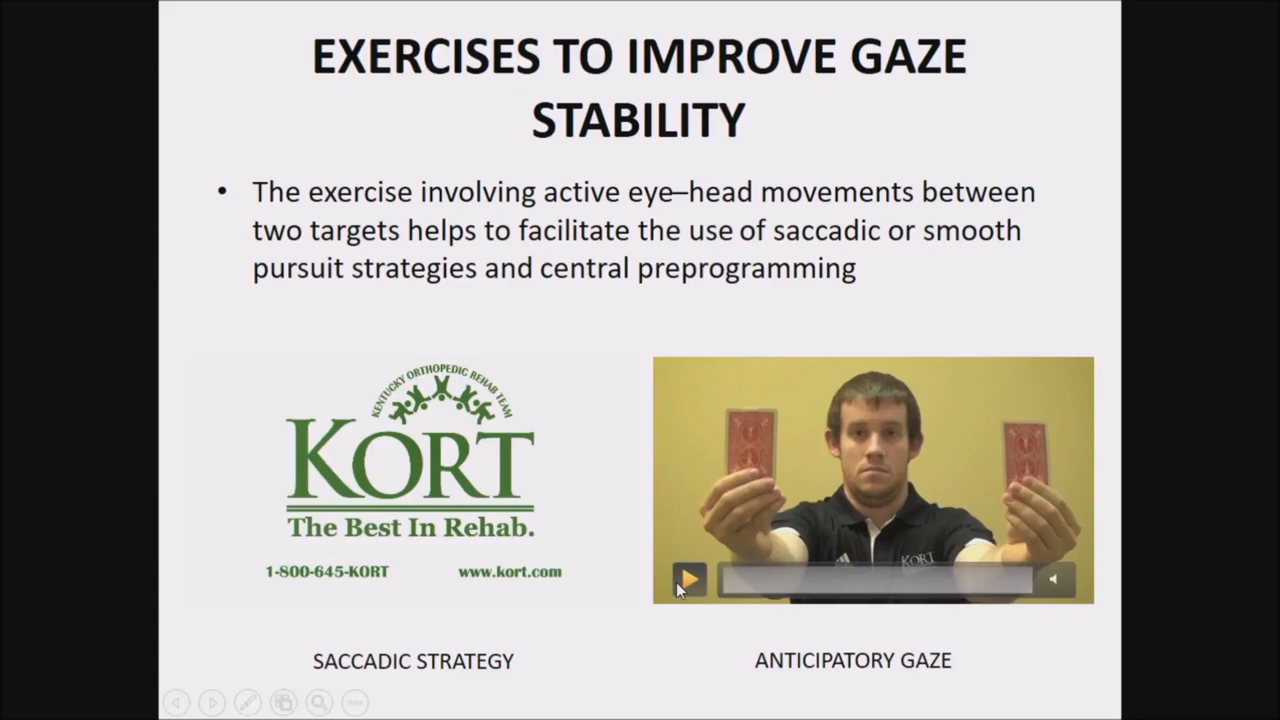 EXERCISES TO IMPROVE GAZE
STABILITY
• The exercise involving active eye–head movements between
two targets helps to facilitate the use of saccadic or smooth
pursuit strategies and central preprogramming
KENTUCKY ORTHOPEDIC REHAB TEAM
KORT
The Best In Rehab.
1-800-645-KORT www.kort.com
KORT
SACCADIC STRATEGY
ANTICIPATORY GAZE